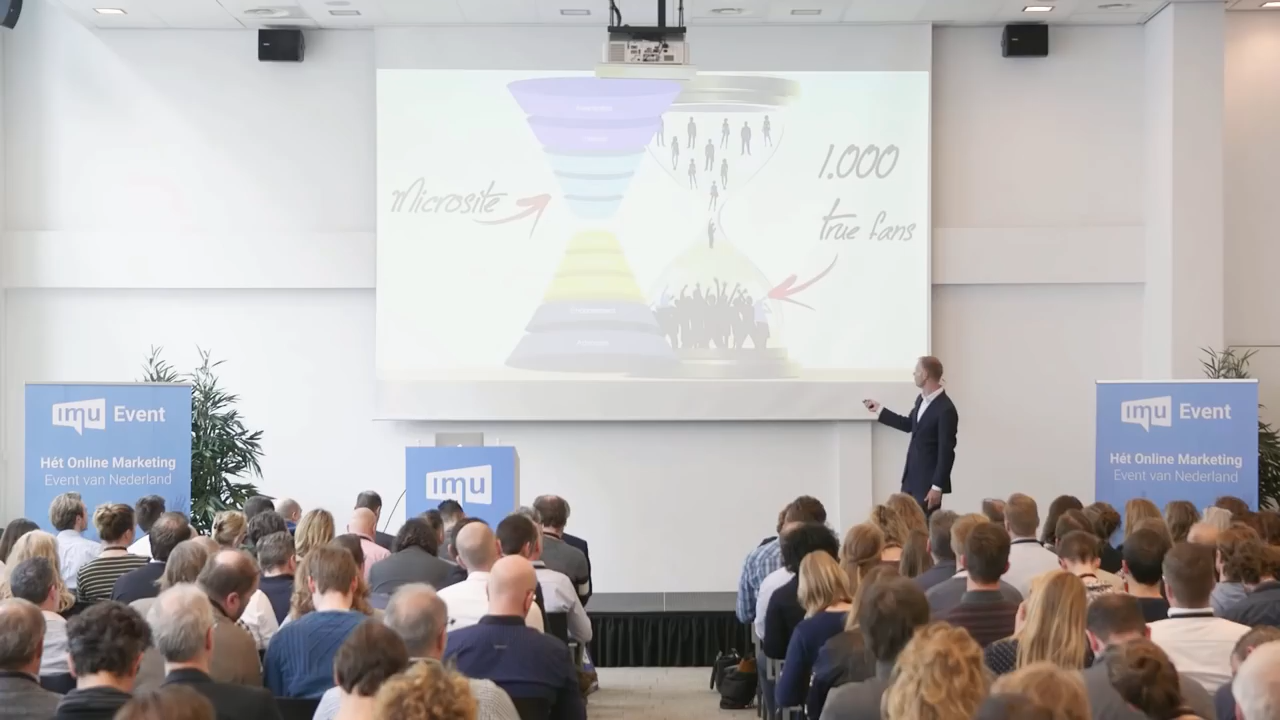 Microsite
1.000
true fans
imu Event
Hét Online Marketing
Event van Nederland
imu
imu Event
Hét Online Marketing
Event van Nederland